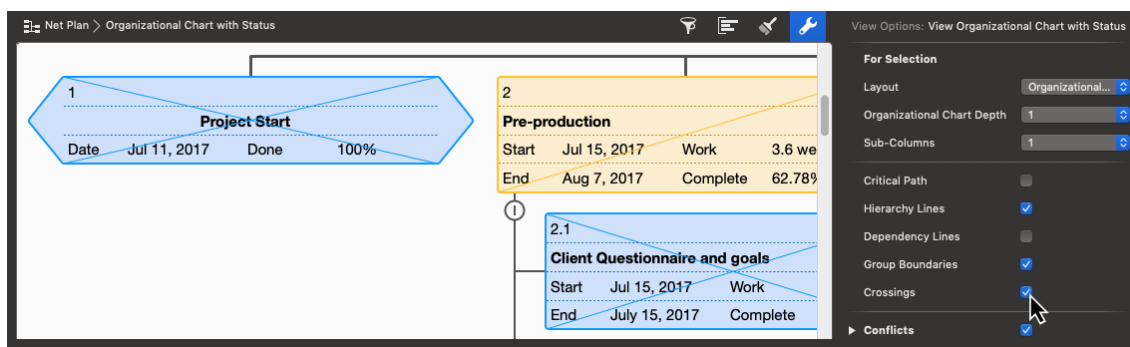 Net Plan > Organizational Chart with Status
View Options: View Organizational Chart with Status
1
Project Start
Date Jul 11, 2017 Done 100%
2
Pre-production
Start Jul 15, 2017 Work 3.6 we
End Aug 7, 2017 Complete 62.78%
2.1
Client Questionnaire and goals
Start Jul 15, 2017 Work
End July 15, 2017 Complete
For Selection
Layout Organizational...
Organizational Chart Depth 1
Sub-Columns 1
Critical Path
Hierarchy Lines
Dependency Lines
Group Boundaries
Crossings
Conflicts